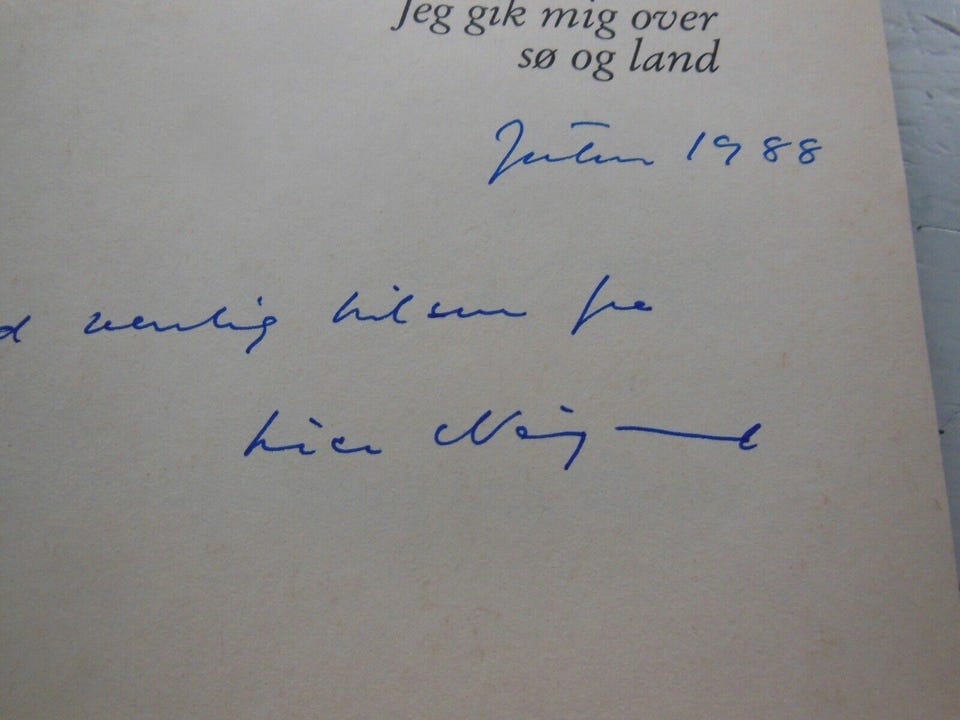 Jeg gik mig over
sø og land
Julen 1988
d venlig hilsen fra